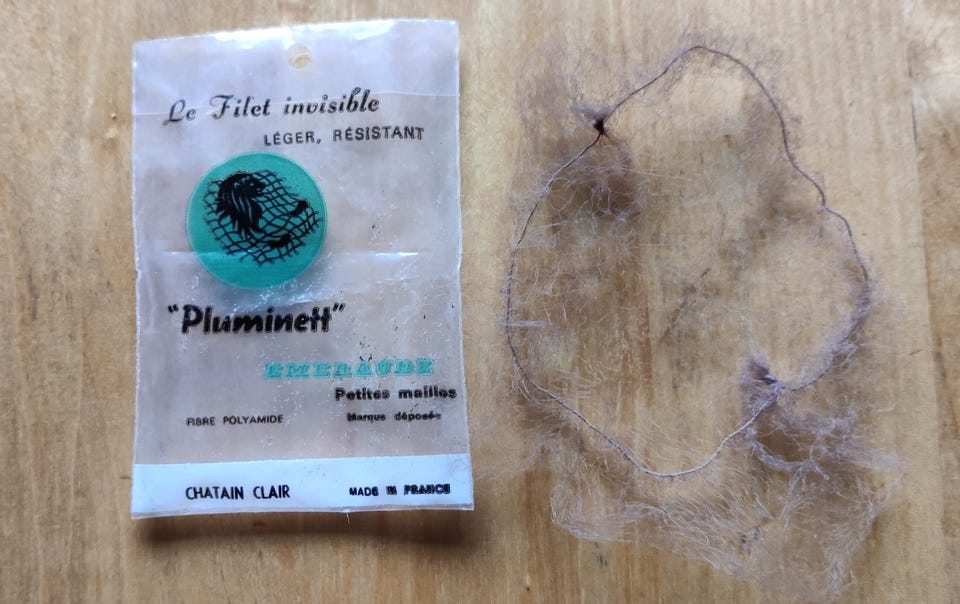 Le Filet invisible
LÉGER, RÉSISTANT
"Pluminett"
EMERAUDE
Petites mailles
FIBRE POLYAMIDE
Marque déposée
CHATAIN CLAIR
MADE IN FRANCE